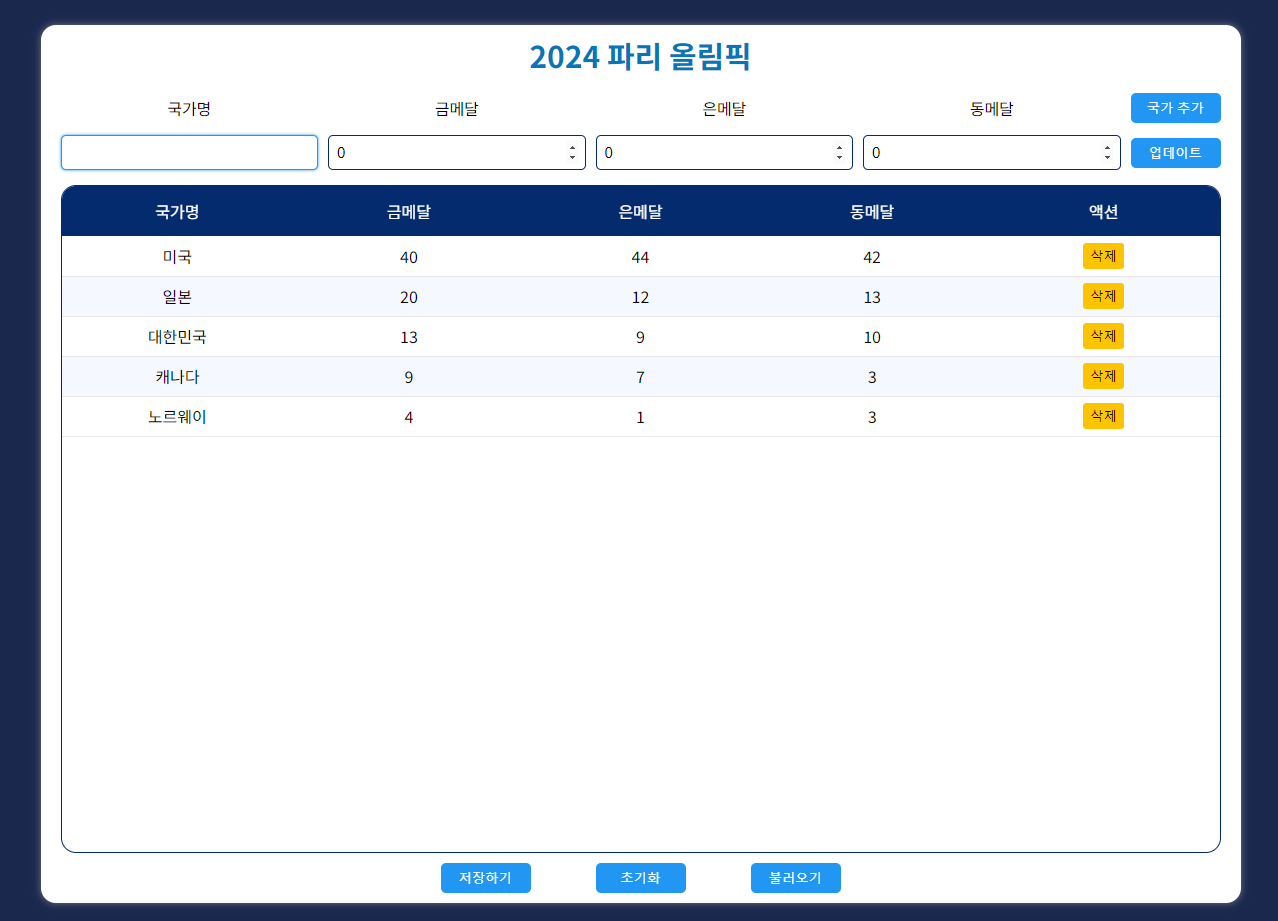 2024 파리 올림픽
국가명 금메달 은메달 동메달 국가 추가
0 0 0 업데이트
국가명 금메달 은메달 동메달 액션
미국 40 44 42 삭제
일본 20 12 13 삭제
대한민국 13 9 10 삭제
캐나다 9 7 3 삭제
노르웨이 4 1 3 삭제
저장하기 초기화 불러오기